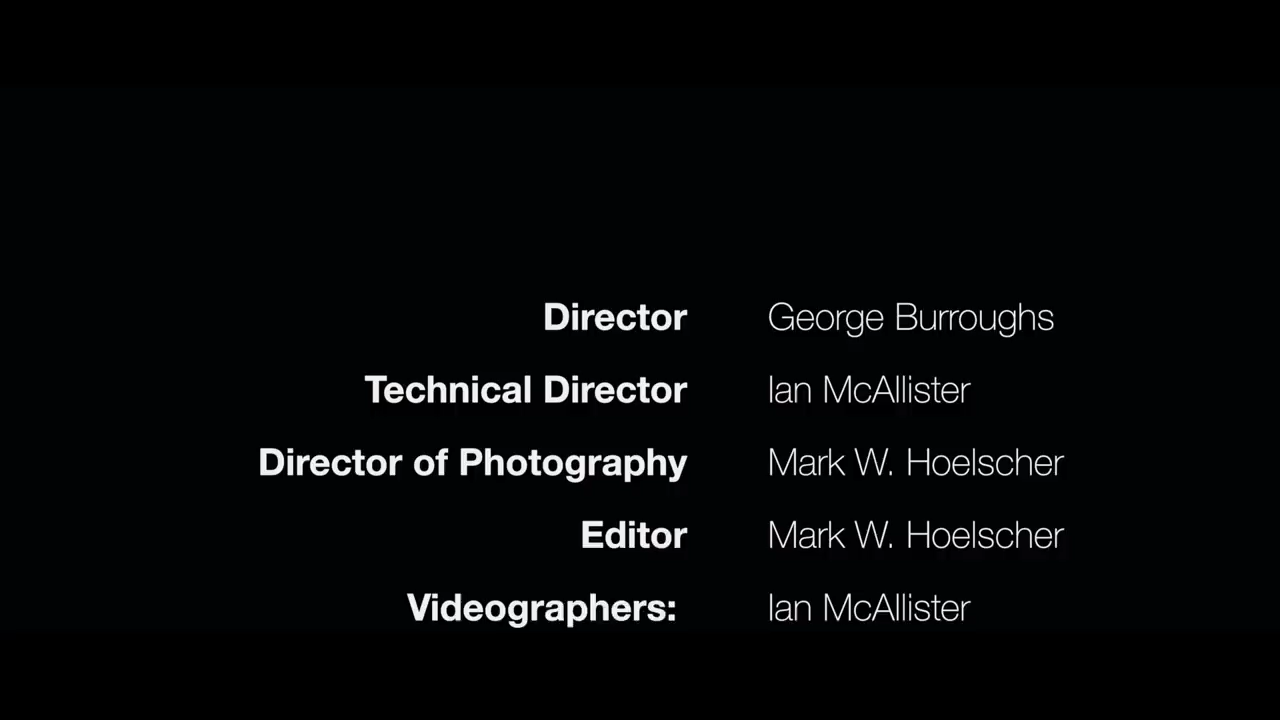 Director George Burroughs
Technical Director Ian McAllister
Director of Photography Mark W. Hoelscher
Editor Mark W. Hoelscher
Videographers: Ian McAllister